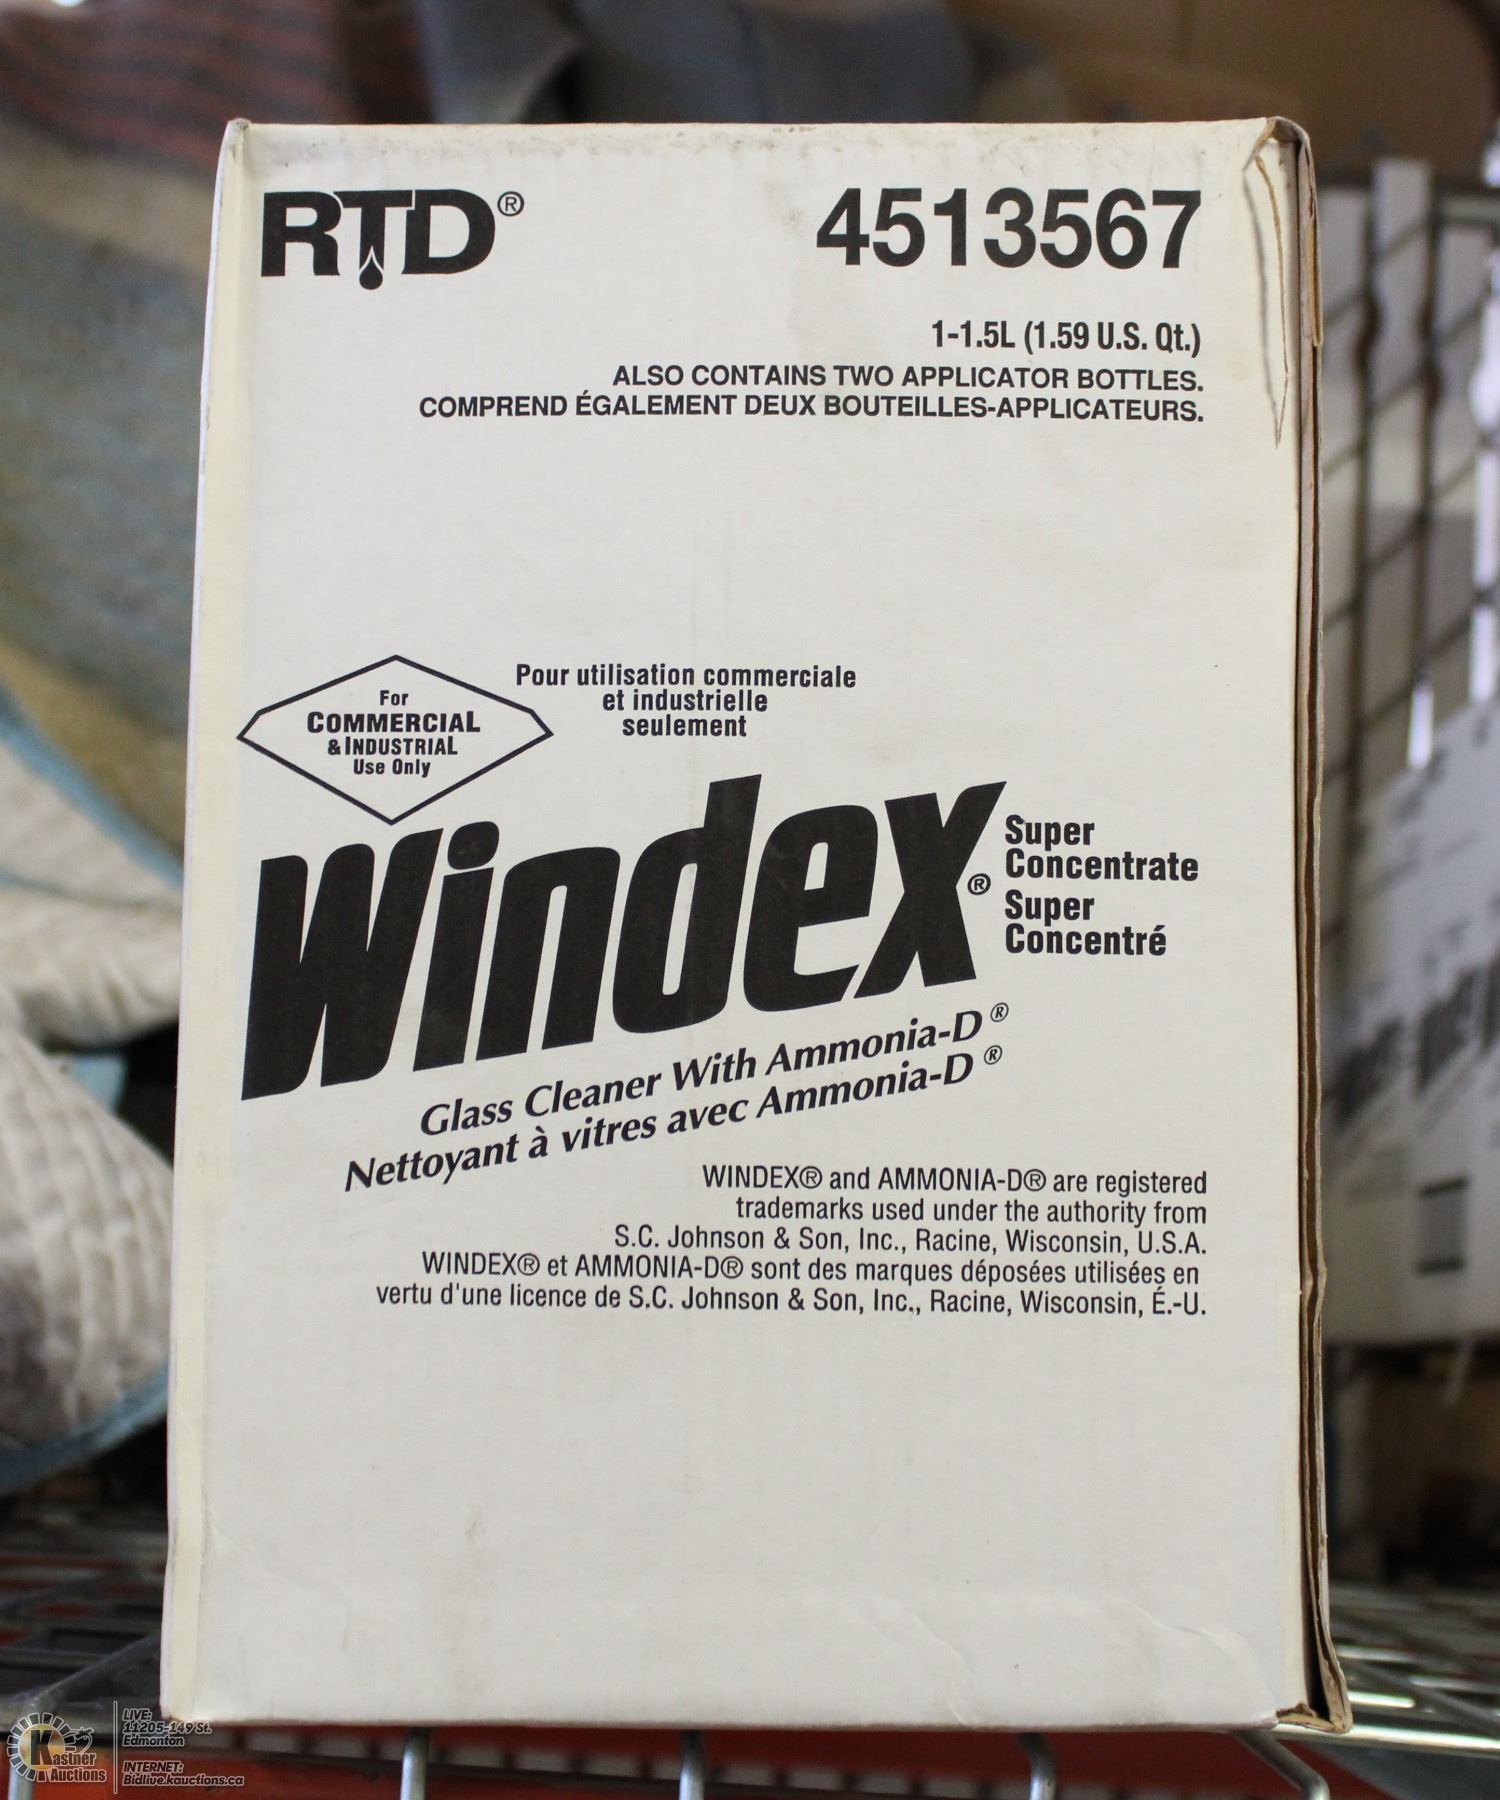 RTD®
4513567
1-1.5L (1.59 U.S. Qt.)
ALSO CONTAINS TWO APPLICATOR BOTTLES.
COMPREND ÉGALEMENT DEUX BOUTEILLES-APPLICATEURS.
For
COMMERCIAL
& INDUSTRIAL
Use Only
Pour utilisation commerciale
et industrielle
seulement
Windex®
Super
Concentrate
Super
Concentré
Glass Cleaner With Ammonia-D®
Nettoyant à vitres avec Ammonia-D®
WINDEX® and AMMONIA-D® are registered
trademarks used under the authority from
S.C. Johnson & Son, Inc., Racine, Wisconsin, U.S.A.
WINDEX® et AMMONIA-D® sont des marques déposées utilisées en
vertu d'une licence de S.C. Johnson & Son, Inc., Racine, Wisconsin, É.-U.
Kastner
Auctions
LIVE:
11205-149 St.
Edmonton
INTERNET:
Bidlive.kauctions.ca